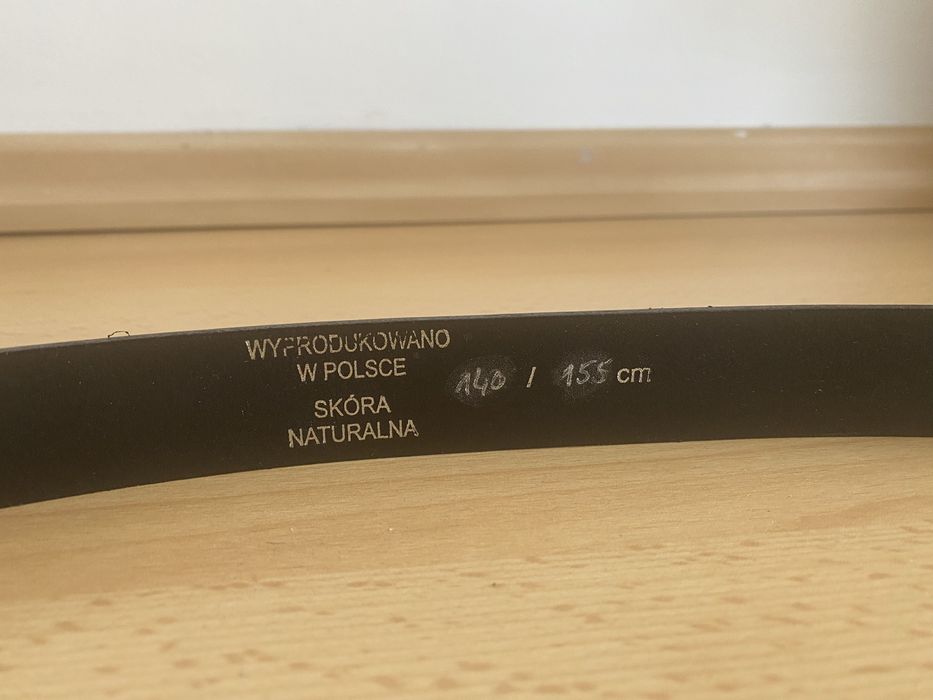 WYPRODUKOWANO
W POLSCE
SKÓRA
NATURALNA
140 / 155 cm